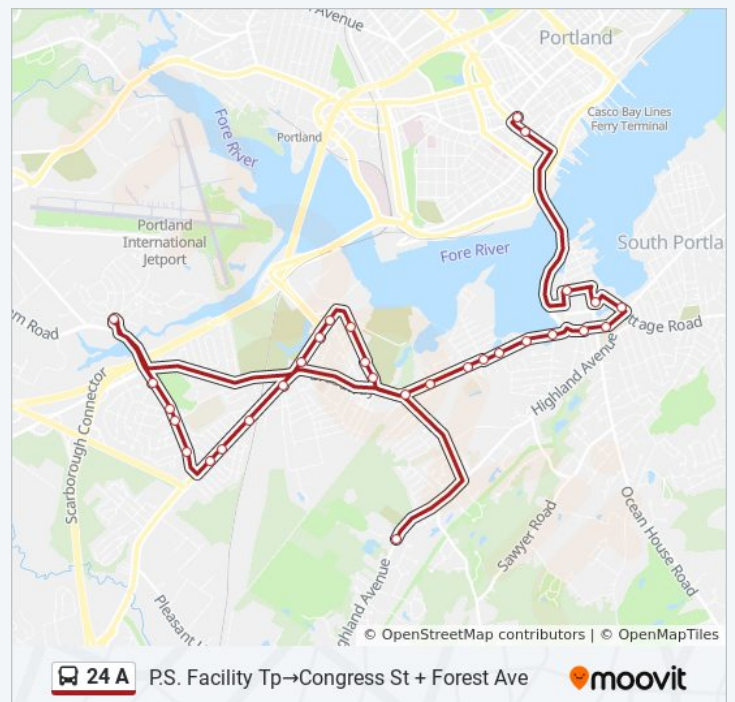 Avenue
Portland
Casco Bay Lines
Ferry Terminal
Fore River
Portland
Portland
International
Jetport
Fore River
South Portla
m Road
ttage Road
Highland Avenue
Scarborough Connector
Ocean House Road
Sawyer Road
Pleasant
ghland Avenue
© OpenStreetMap contributors | © OpenMapTiles
24 A P.S. Facility Tp→Congress St + Forest Ave moovit